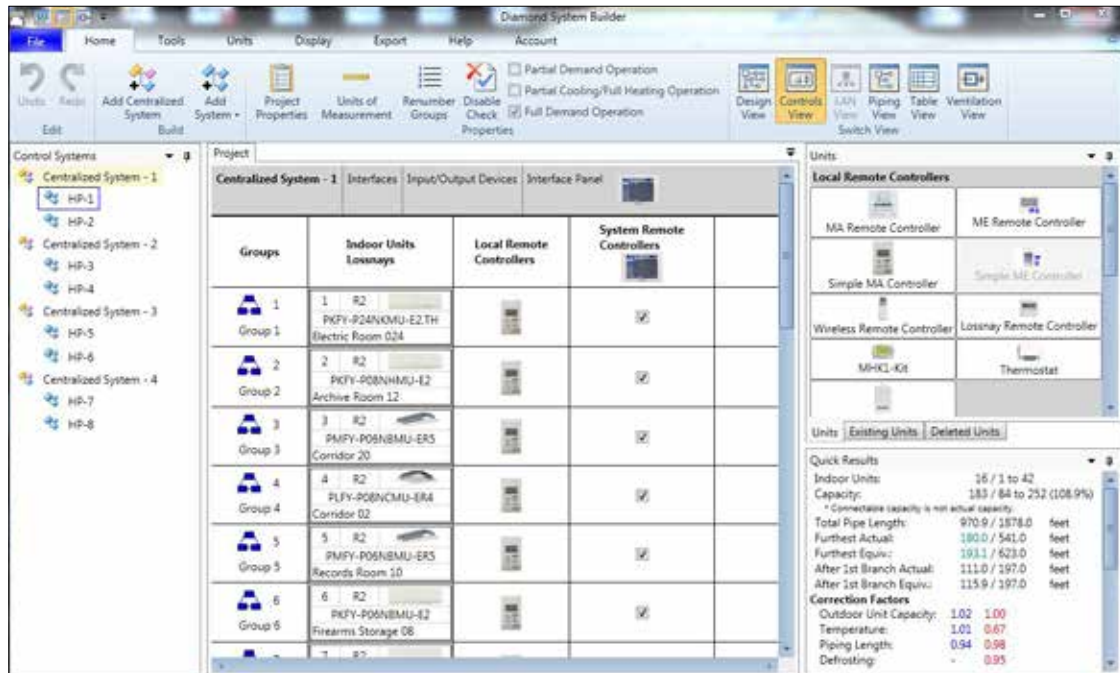 Diamond System Builder
File Home Tools Units Display Export Help Account
Undo Redo
Edit
Add Centralized System
Add System
Build
Project Properties
Units of Measurement
Renumber Groups
Disable Check
Partial Demand Operation
Partial Cooling/Full Heating Operation
Full Demand Operation
Properties
Design View
Controls View
LAN View
Piping View
Table View
Ventilation View
Switch View
Control Systems
Centralized System - 1
HP-1
HP-2
Centralized System - 2
HP-3
HP-4
Centralized System - 3
HP-5
HP-6
Centralized System - 4
HP-7
HP-8
Project
Centralized System - 1 Interfaces Input/Output Devices Interface Panel
Groups
Indoor Units
Lossnays
Local Remote
Controllers
System Remote
Controllers
1
Group 1
1 R2
PKFY-P24NKMU-E2.TH
Electric Room 024
2
Group 2
2 R2
PKFY-P08NHMU-E2
Archive Room 12
3
Group 3
3 R2
PMFY-P06NBMU-ER5
Corridor 20
4
Group 4
4 R2
PLFY-P08NCMU-ER4
Corridor 02
5
Group 5
5 R2
PMFY-P06NBMU-ER5
Records Room 10
6
Group 6
6 R2
PKFY-P06NBMU-E2
Firearms Storage 08
7 R2
Units
Local Remote Controllers
MA Remote Controller
ME Remote Controller
Simple MA Controller
Simple ME Controller
Wireless Remote Controller
Lossnay Remote Controller
MHK1-Kit
Thermostat
Units Existing Units Deleted Units
Quick Results
Indoor Units: 16 / 1 to 42
Capacity: 183 / 84 to 252 (108.9%)
* Connectable capacity is not actual capacity.
Total Pipe Length: 970.9 / 1878.0 feet
Furthest Actual: 180.0 / 541.0 feet
Furthest Equiv.: 193.1 / 623.0 feet
After 1st Branch Actual: 111.0 / 197.0 feet
After 1st Branch Equiv.: 115.9 / 197.0 feet
Correction Factors
Outdoor Unit Capacity: 1.02 1.00
Temperature: 1.01 0.67
Piping Length: 0.94 0.98
Defrosting: - 0.95